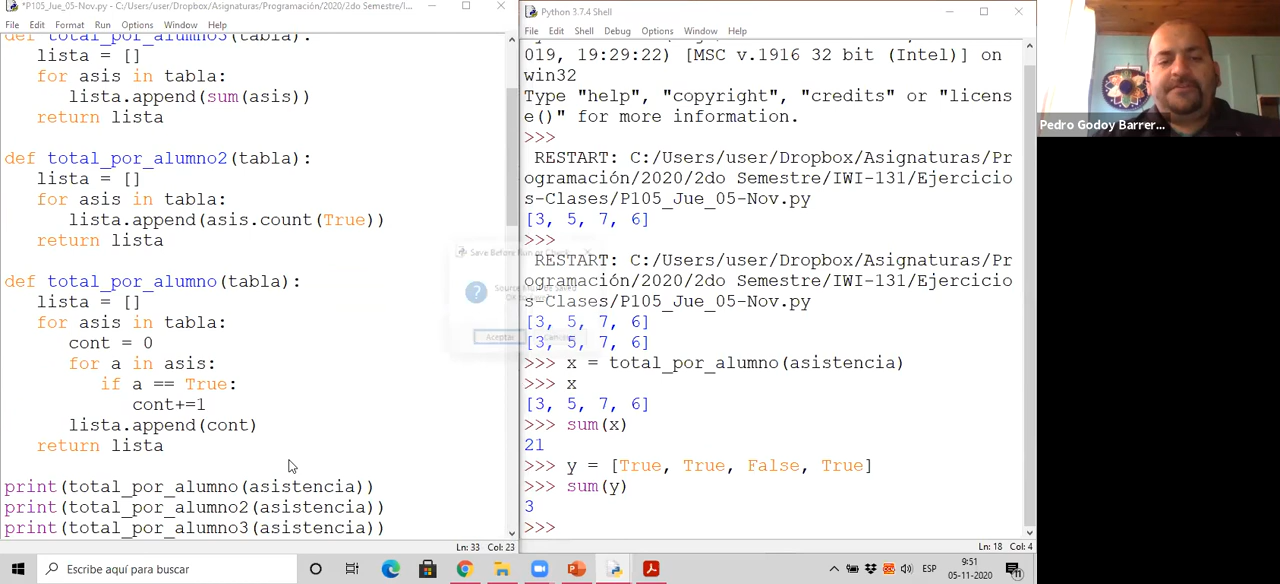 *P105_Jue_05-Nov.py - C:/Users/user/Dropbox/Asignaturas/Programación/2020/2do Semestre/I...
File Edit Format Run Options Window Help
def total_por_alumno3(tabla):
    lista = []
    for asis in tabla:
        lista.append(sum(asis))
    return lista
def total_por_alumno2(tabla):
    lista = []
    for asis in tabla:
        lista.append(asis.count(True))
    return lista
def total_por_alumno(tabla):
    lista = []
    for asis in tabla:
        cont = 0
        for a in asis:
            if a == True:
                cont+=1
        lista.append(cont)
    return lista
print(total_por_alumno(asistencia))
print(total_por_alumno2(asistencia))
print(total_por_alumno3(asistencia))
Ln: 33 Col: 23
Save Before Run or
Aceptar
Python 3.7.4 Shell
File Edit Shell Debug Options Window Help
019, 19:29:22) [MSC v.1916 32 bit (Intel)] on
win32
Type "help", "copyright", "credits" or "licens
e()" for more information.
>>>
 RESTART: C:/Users/user/Dropbox/Asignaturas/Pr
ogramación/2020/2do Semestre/IWI-131/Ejercicio
s-Clases/P105_Jue_05-Nov.py
[3, 5, 7, 6]
>>>
 RESTART: C:/Users/user/Dropbox/Asignaturas/Pr
ogramación/2020/2do Semestre/IWI-131/Ejercicio
s-Clases/P105_Jue_05-Nov.py
[3, 5, 7, 6]
[3, 5, 7, 6]
>>> x = total_por_alumno(asistencia)
>>> x
[3, 5, 7, 6]
>>> sum(x)
21
>>> y = [True, True, False, True]
>>> sum(y)
3
>>>
Ln: 18 Col: 4
Pedro Godoy Barrer...
Escribe aquí para buscar
ESP
9:51
05-11-2020